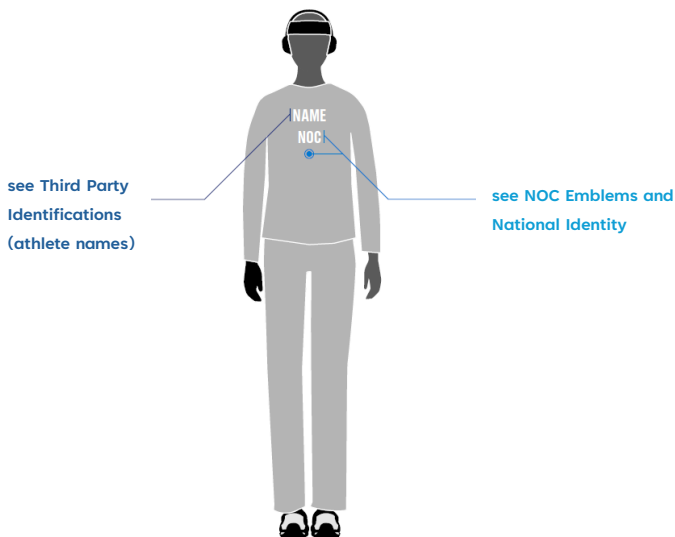 NAME
NOC
see Third Party
Identifications
(athlete names)
see NOC Emblems and
National Identity